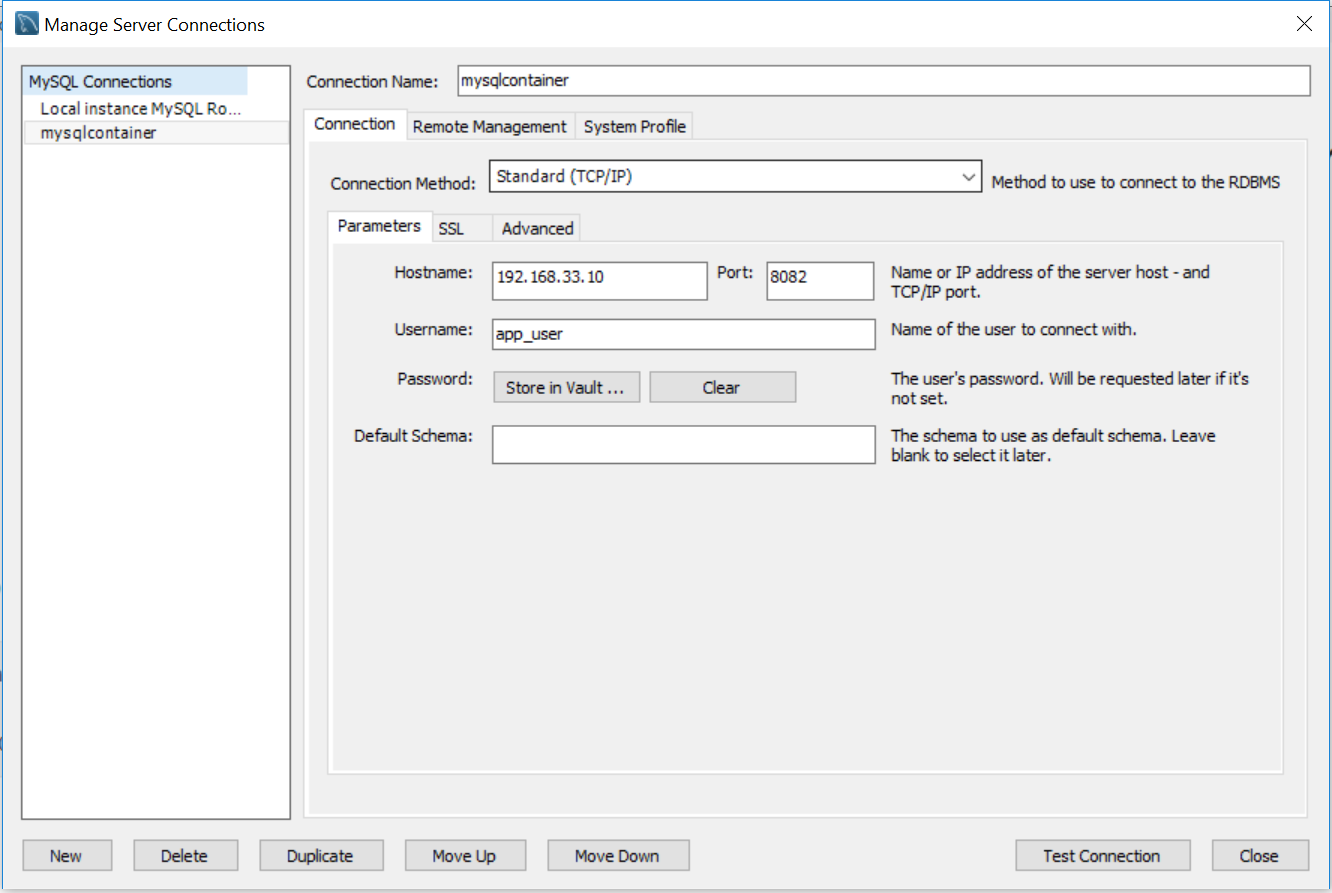 Manage Server Connections
MySQL Connections
Local instance MySQL Ro...
mysqlcontainer
Connection Name: mysqlcontainer
Connection Remote Management System Profile
Connection Method: Standard (TCP/IP) Method to use to connect to the RDBMS
Parameters SSL Advanced
Hostname: 192.168.33.10 Port: 8082 Name or IP address of the server host - and
TCP/IP port.
Username: app_user Name of the user to connect with.
Password: Store in Vault ... Clear The user's password. Will be requested later if it's
not set.
Default Schema: The schema to use as default schema. Leave
blank to select it later.
New Delete Duplicate Move Up Move Down Test Connection Close